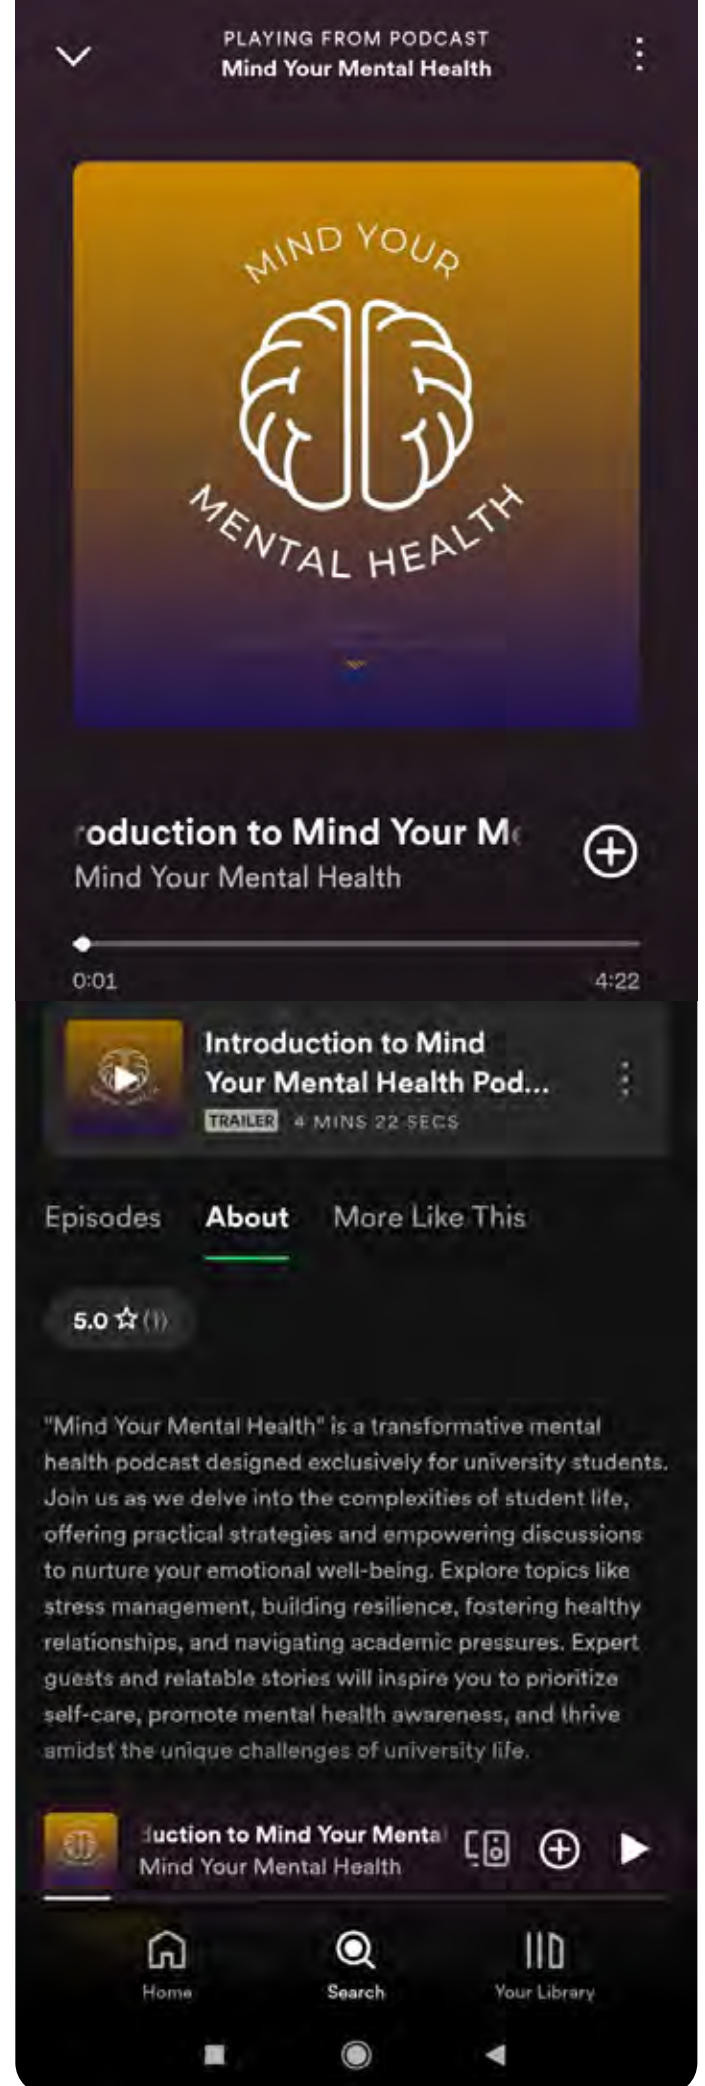 PLAYING FROM PODCAST
Mind Your Mental Health
MIND YOUR
MENTAL HEALTH
roduction to Mind Your Me
Mind Your Mental Health
0:01
4:22
Introduction to Mind
Your Mental Health Pod...
TRAILER 4 MINS 22 SECS
Episodes About More Like This
5.0 ☆ (1)
"Mind Your Mental Health" is a transformative mental
health podcast designed exclusively for university students.
Join us as we delve into the complexities of student life,
offering practical strategies and empowering discussions
to nurture your emotional well-being. Explore topics like
stress management, building resilience, fostering healthy
relationships, and navigating academic pressures. Expert
guests and relatable stories will inspire you to prioritize
self-care, promote mental health awareness, and thrive
amidst the unique challenges of university life.
duction to Mind Your Menta
Mind Your Mental Health
Home
Search
Your Library